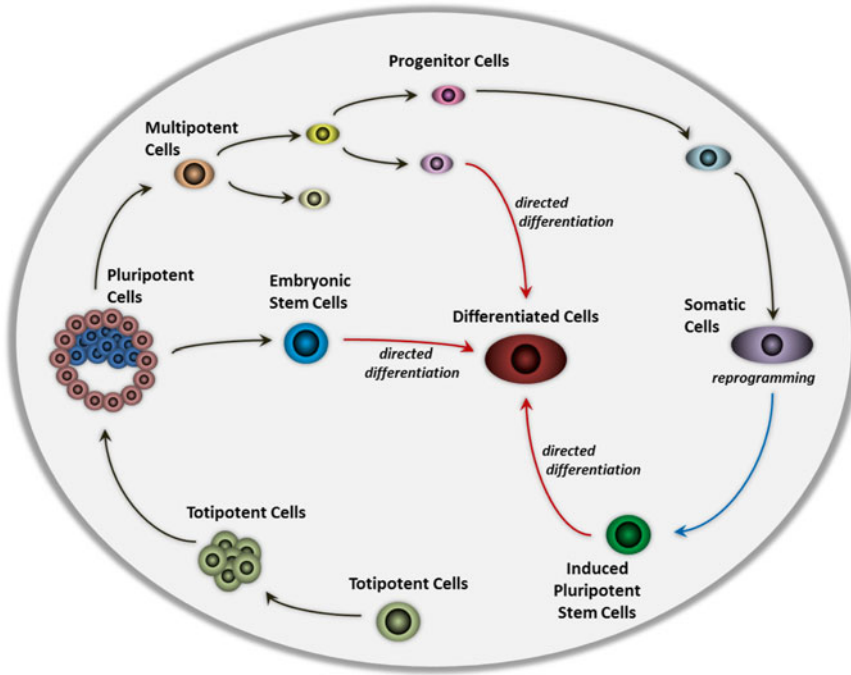 Progenitor Cells
Multipotent
Cells
directed
differentiation
Pluripotent
Cells
Embryonic
Stem Cells
Differentiated Cells
Somatic
Cells
directed
differentiation
reprogramming
directed
differentiation
Totipotent Cells
Totipotent Cells
Induced
Pluripotent
Stem Cells